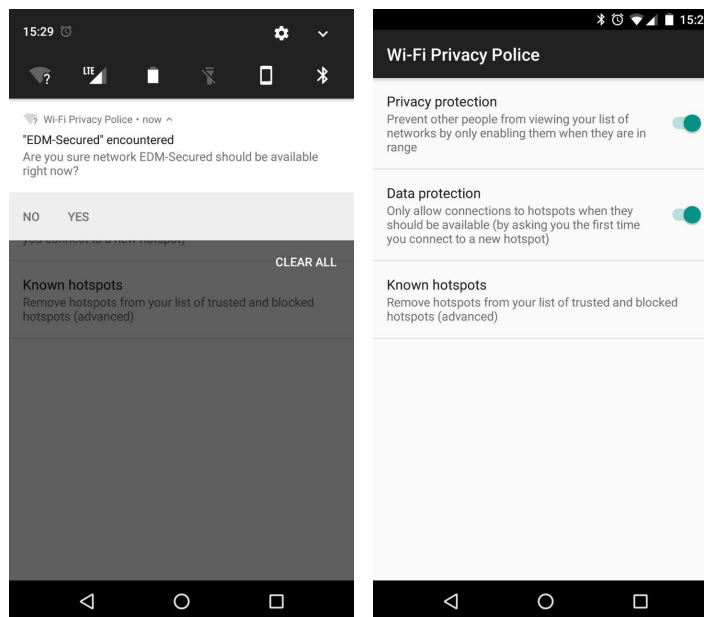 15:29
?
LTE
? Wi-Fi Privacy Police • now
"EDM-Secured" encountered
Are you sure network EDM-Secured should be available
right now?
NO YES
you connect to a new hotspot)
CLEAR ALL
Known hotspots
Remove hotspots from your list of trusted and blocked
hotspots (advanced)
15:2
Wi-Fi Privacy Police
Privacy protection
Prevent other people from viewing your list of
networks by only enabling them when they are in
range
Data protection
Only allow connections to hotspots when they
should be available (by asking you the first time
you connect to a new hotspot)
Known hotspots
Remove hotspots from your list of trusted and blocked
hotspots (advanced)